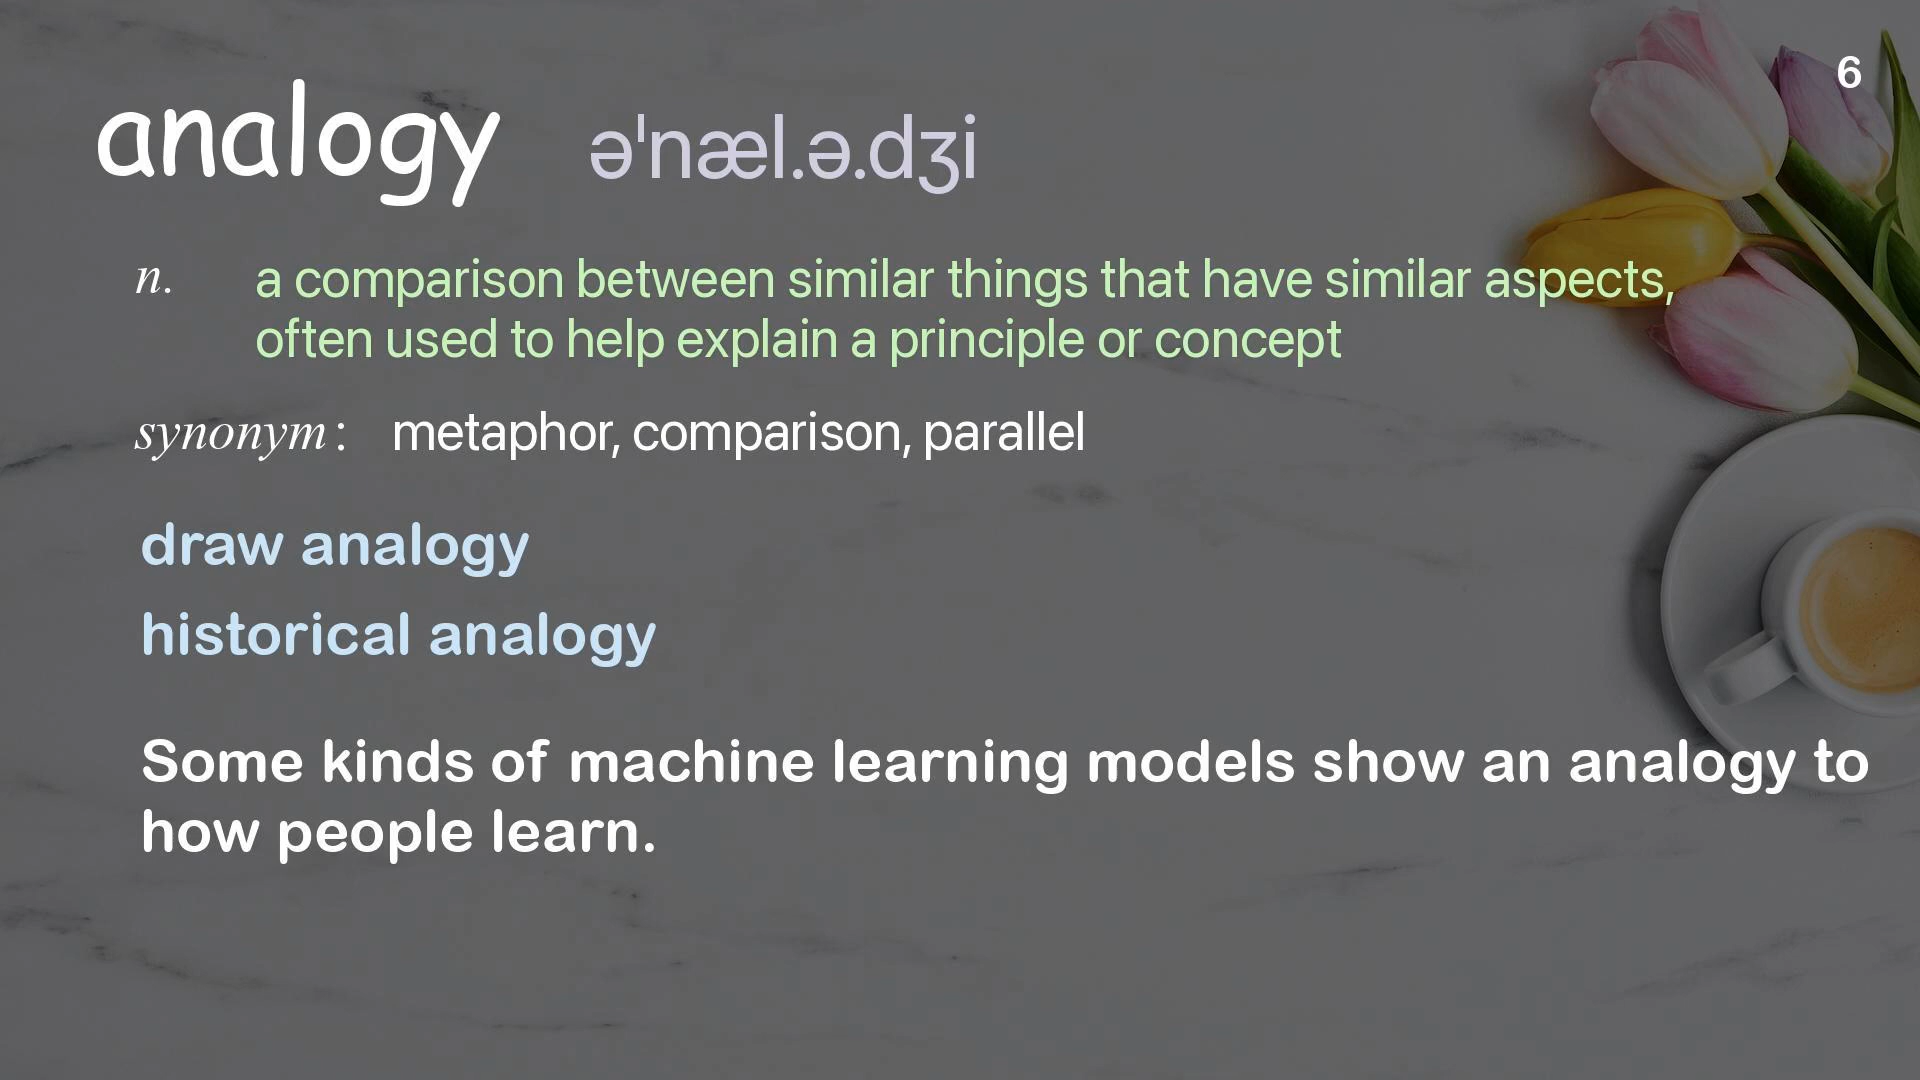 6
analogy ə'næl.ə.dʒi
n. a comparison between similar things that have similar aspects,
often used to help explain a principle or concept
synonym: metaphor, comparison, parallel
draw analogy
historical analogy
Some kinds of machine learning models show an analogy to
how people learn.